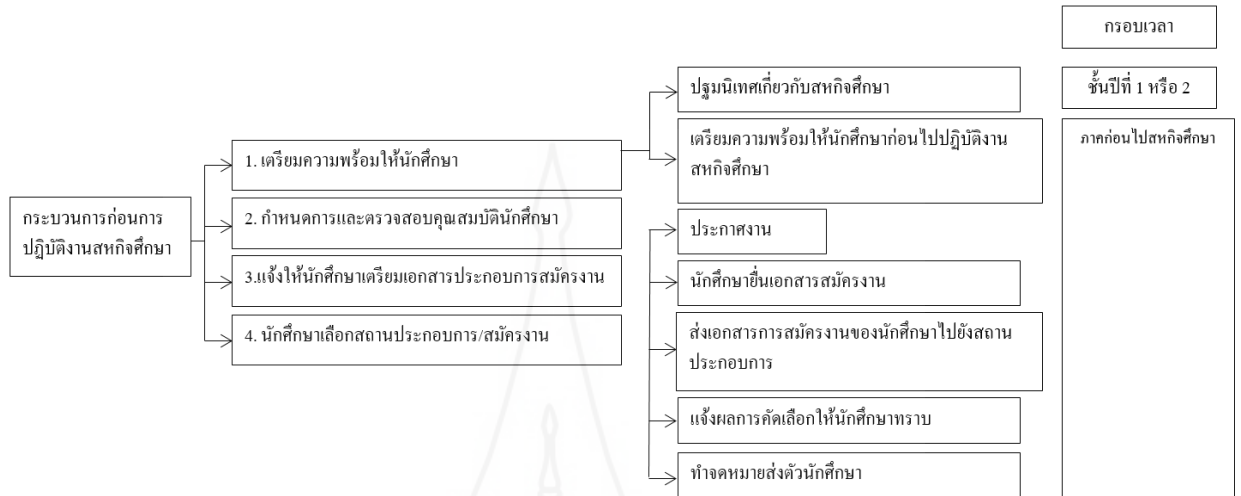 กรอบเวลา
ปฐมนิเทศเกี่ยวกับสหกิจศึกษา
ชั้นปีที่ 1 หรือ 2
เตรียมความพร้อมให้นักศึกษาก่อนไปปฏิบัติงาน
สหกิจศึกษา
ภาคก่อนไปสหกิจศึกษา
1. เตรียมความพร้อมให้นักศึกษา
กระบวนการก่อนการ
ปฏิบัติงานสหกิจศึกษา
2. กำหนดการและตรวจสอบคุณสมบัตินักศึกษา
3.แจ้งให้นักศึกษาเตรียมเอกสารประกอบการสมัครงาน
4. นักศึกษาเลือกสถานประกอบการ/สมัครงาน
ประกาศงาน
นักศึกษายื่นเอกสารสมัครงาน
ส่งเอกสารการสมัครงานของนักศึกษาไปยังสถาน
ประกอบการ
แจ้งผลการคัดเลือกให้นักศึกษาทราบ
ทำจดหมายส่งตัวนักศึกษา